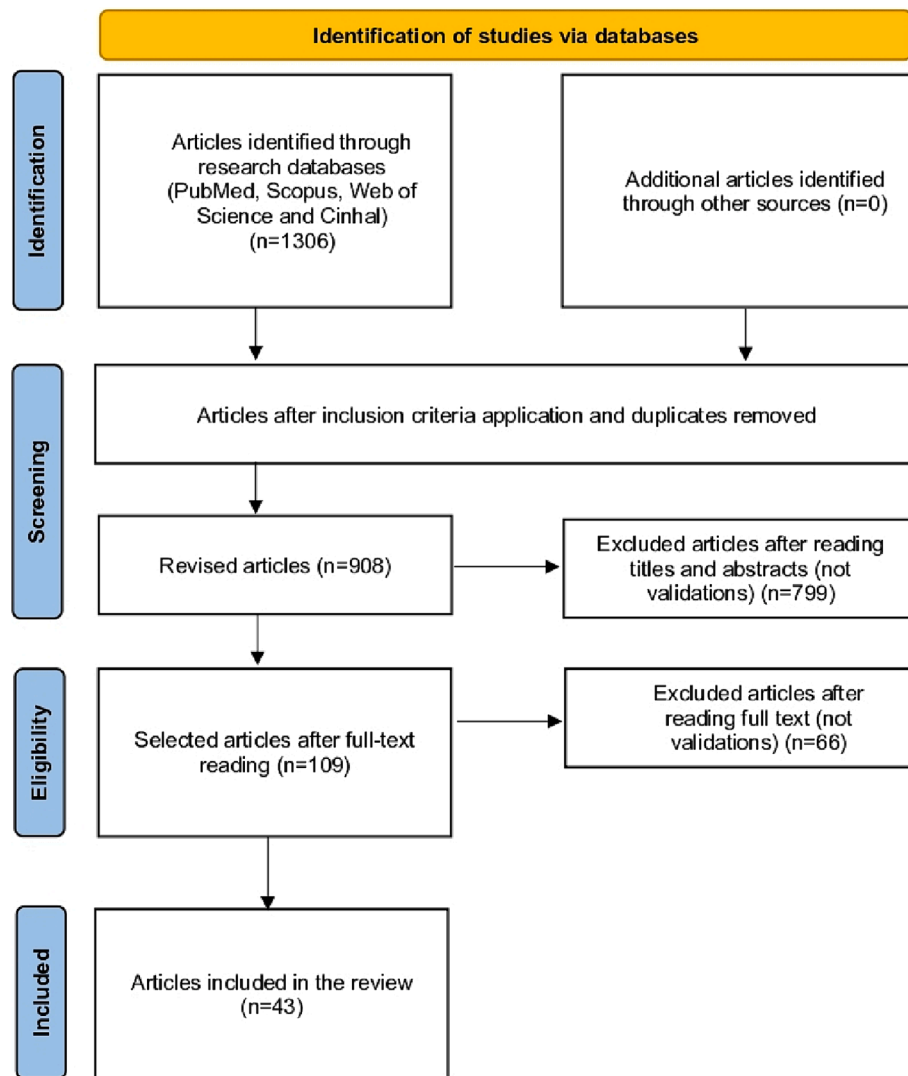 Identification of studies via databases
Identification
Articles identified through
research databases
(PubMed, Scopus, Web of
Science and Cinhal)
(n=1306)
Additional articles identified
through other sources (n=0)
Screening
Articles after inclusion criteria application and duplicates removed
Revised articles (n=908)
Excluded articles after reading
titles and abstracts (not
validations) (n=799)
Eligibility
Selected articles after full-text
reading (n=109)
Excluded articles after
reading full text (not
validations) (n=66)
Included
Articles included in the review
(n=43)